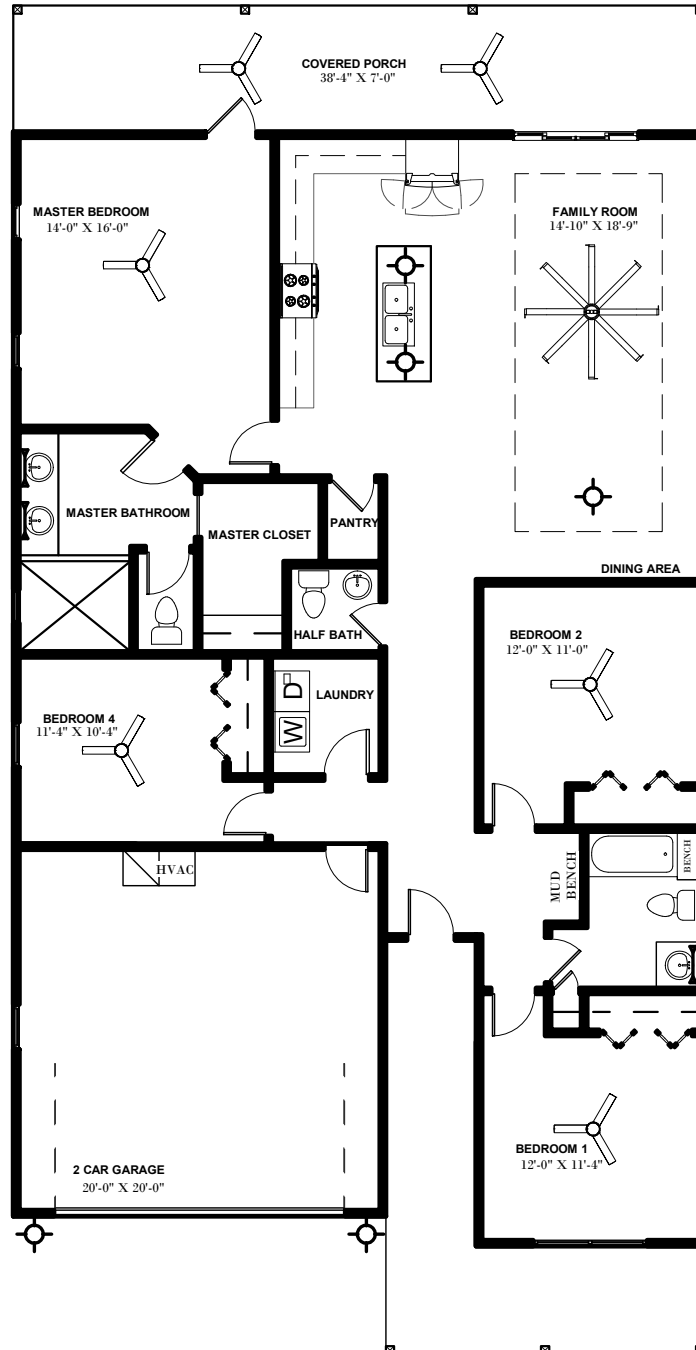 COVERED PORCH
38'-4" X 7'-0"
MASTER BEDROOM
14'-0" X 16'-0"
FAMILY ROOM
14'-10" X 18'-9"
MASTER BATHROOM
MASTER CLOSET
PANTRY
DINING AREA
HALF BATH
BEDROOM 2
12'-0" X 11'-0"
LAUNDRY
D
W
BEDROOM 4
11'-4" X 10'-4"
HVAC
MUD
BENCH
BENCH
BEDROOM 1
12'-0" X 11'-4"
2 CAR GARAGE
20'-0" X 20'-0"